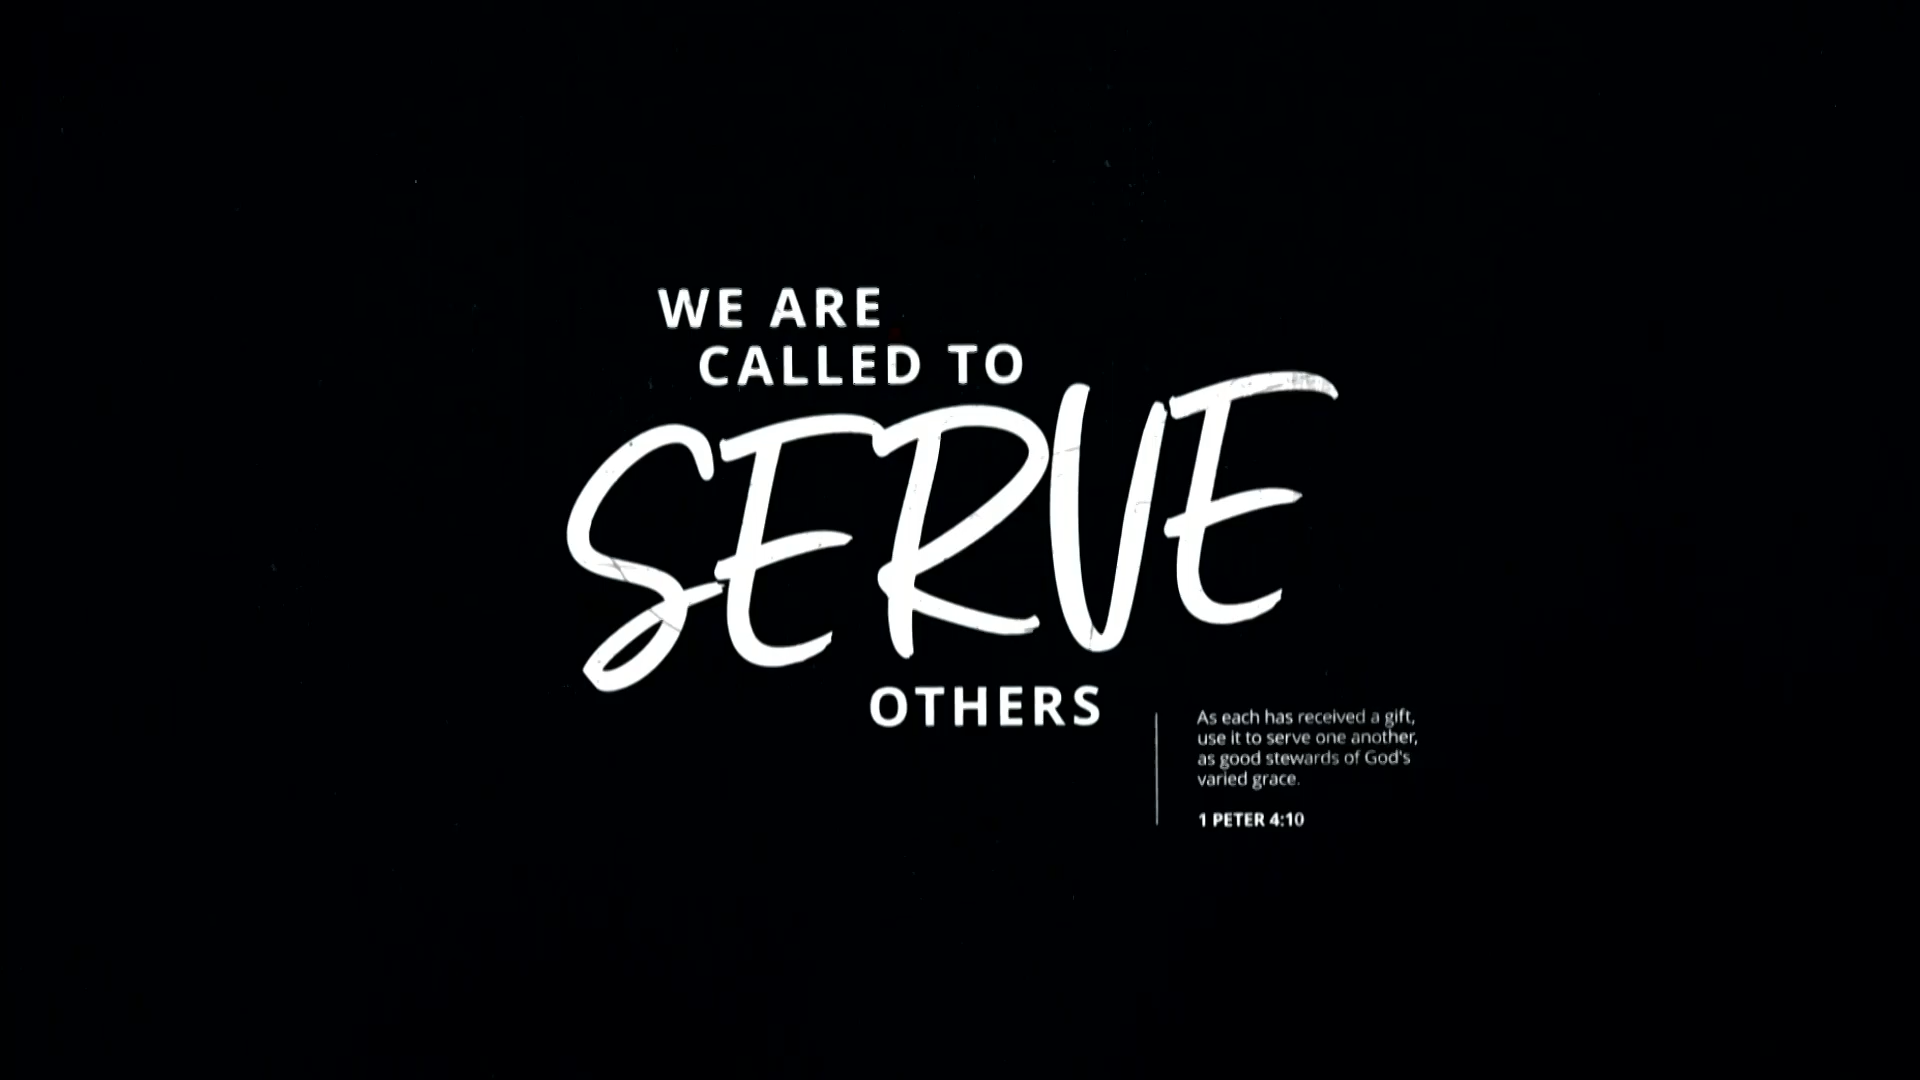 WE ARE
CALLED TO
SERVE
OTHERS
As each has received a gift,
use it to serve one another,
as good stewards of God's
varied grace.
1 PETER 4:10